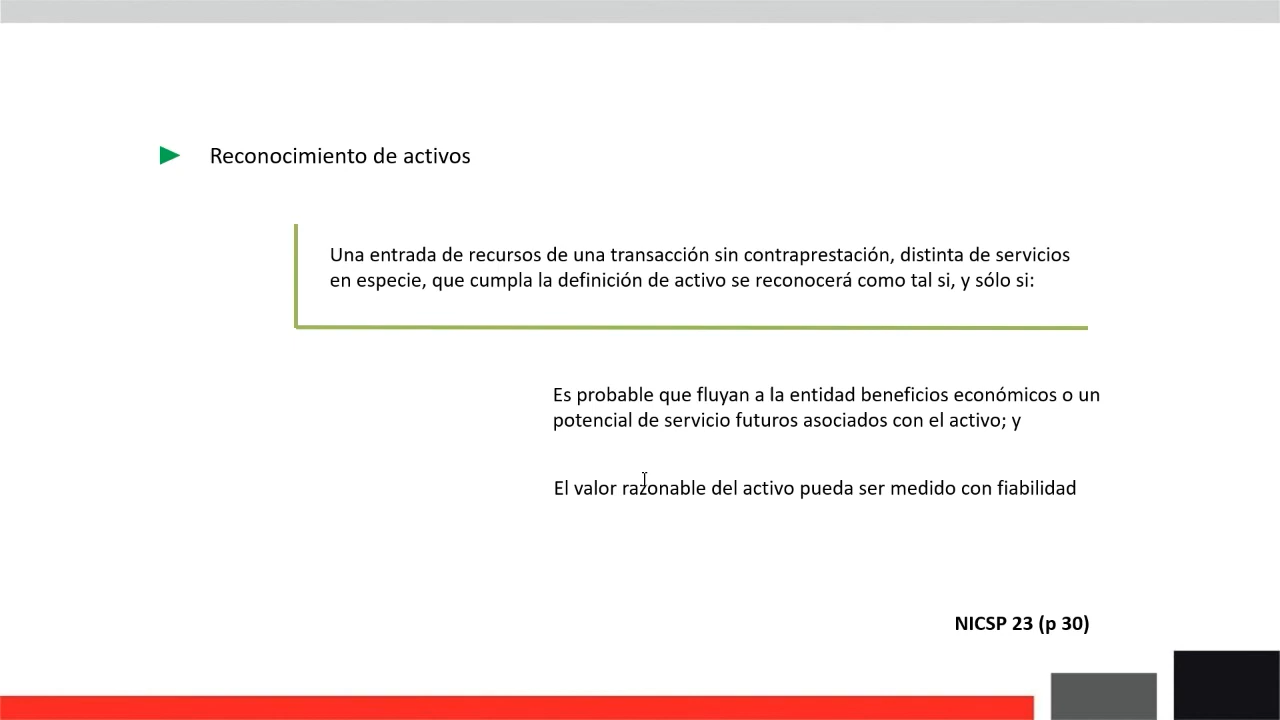 Reconocimiento de activos
Una entrada de recursos de una transacción sin contraprestación, distinta de servicios
en especie, que cumpla la definición de activo se reconocerá como tal si, y sólo si:
Es probable que fluyan a la entidad beneficios económicos o un
potencial de servicio futuros asociados con el activo; y
El valor razonable del activo pueda ser medido con fiabilidad
NICSP 23 (p 30)